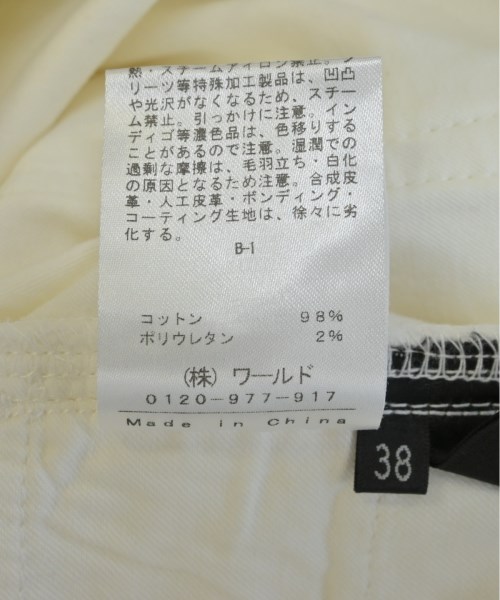 熱・スチームアイロン禁止。プ
リーツ等特殊加工製品は、凹凸
や光沢がなくなるため、スチー
ム禁止。引っかけに注意。イン
ディゴ等濃色品は、色移りする
ことがあるので注意。湿潤での
過剰な摩擦は、毛羽立ち・白化
の原因となるため注意。合成皮
革・人工皮革・ボンディング・
コーティング生地は、徐々に劣
化する。
B-1
コットン 98%
ポリウレタン 2%
(株) ワールド
0120-977-917
Made in China
38